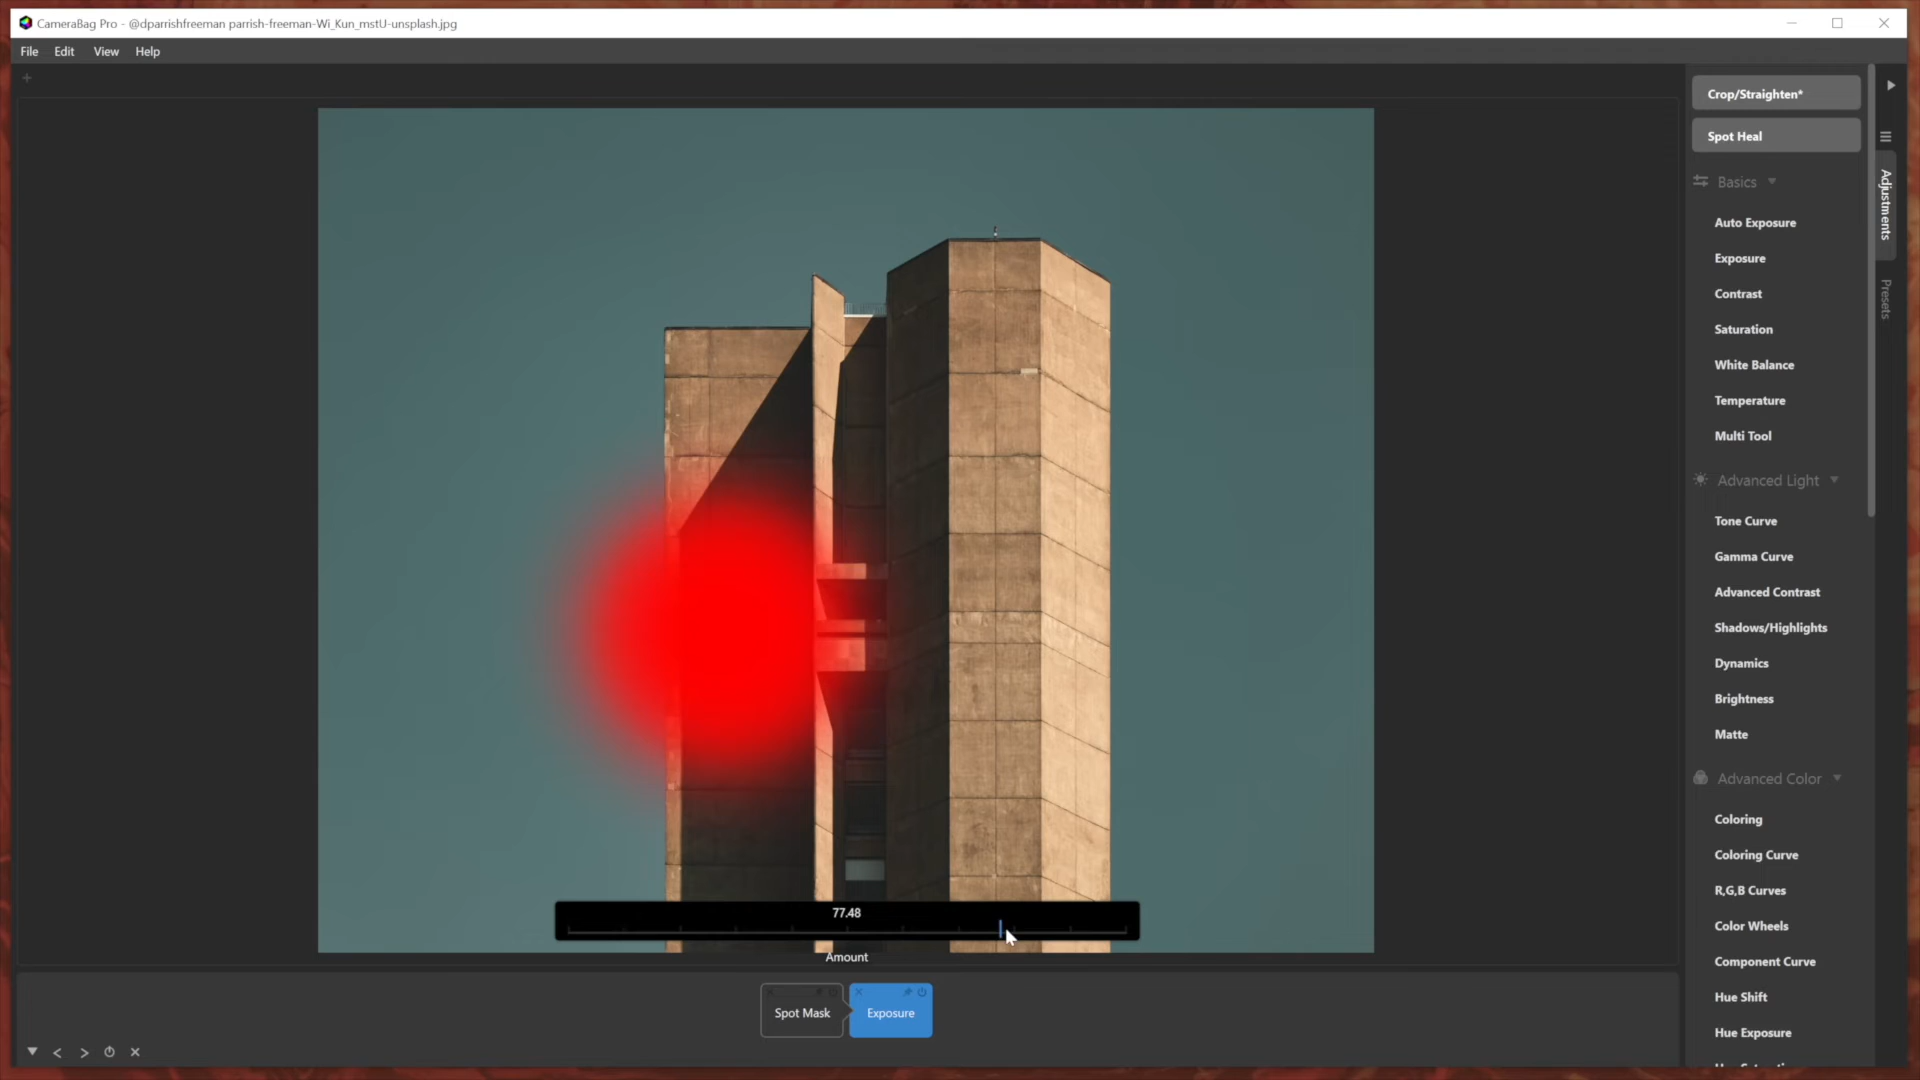 CameraBag Pro - @dparrishfreeman parrish-freeman-Wi_Kun_mstU-unsplash.jpg
File Edit View Help
Crop/Straighten*
Spot Heal
Basics
Auto Exposure
Exposure
Contrast
Saturation
White Balance
Temperature
Multi Tool
Advanced Light
Tone Curve
Gamma Curve
Advanced Contrast
Shadows/Highlights
Dynamics
Brightness
Matte
Advanced Color
Coloring
Coloring Curve
R,G,B Curves
Color Wheels
Component Curve
Hue Shift
Hue Exposure
Adjustments
Presets
77.48
Amount
Spot Mask
Exposure